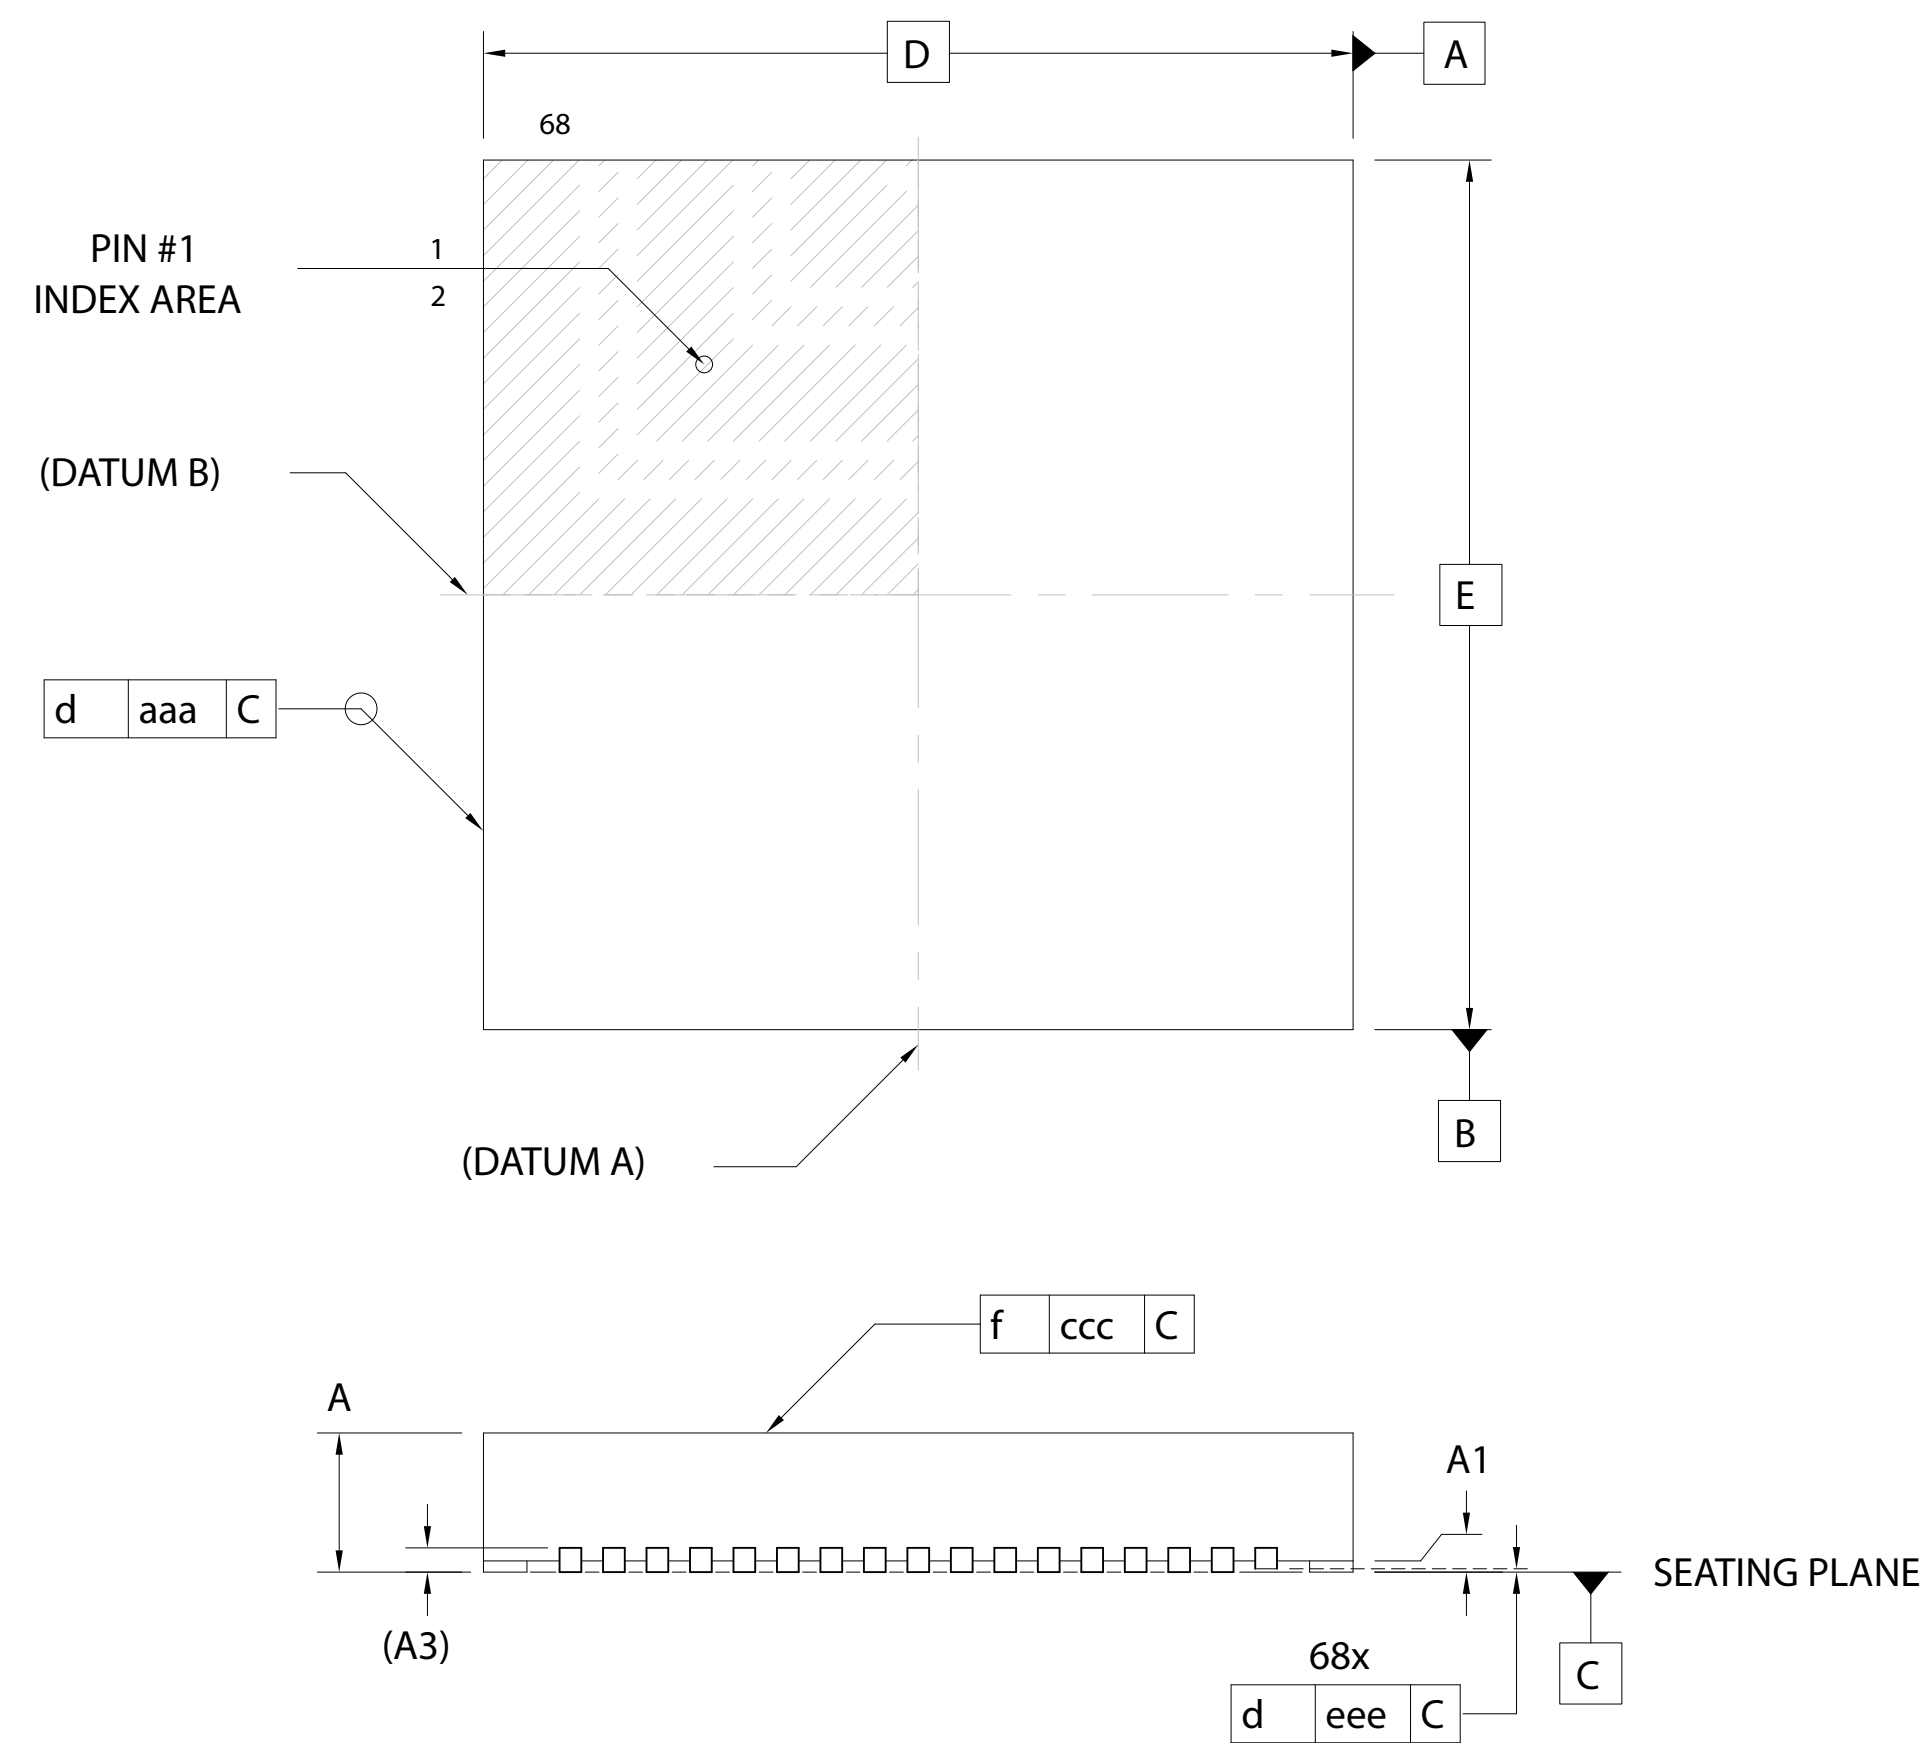 D
A
68
PIN #1
INDEX AREA
1
2
(DATUM B)
E
d aaa C
B
(DATUM A)
f ccc C
A
A1
SEATING PLANE
(A3)
68x
C
d eee C